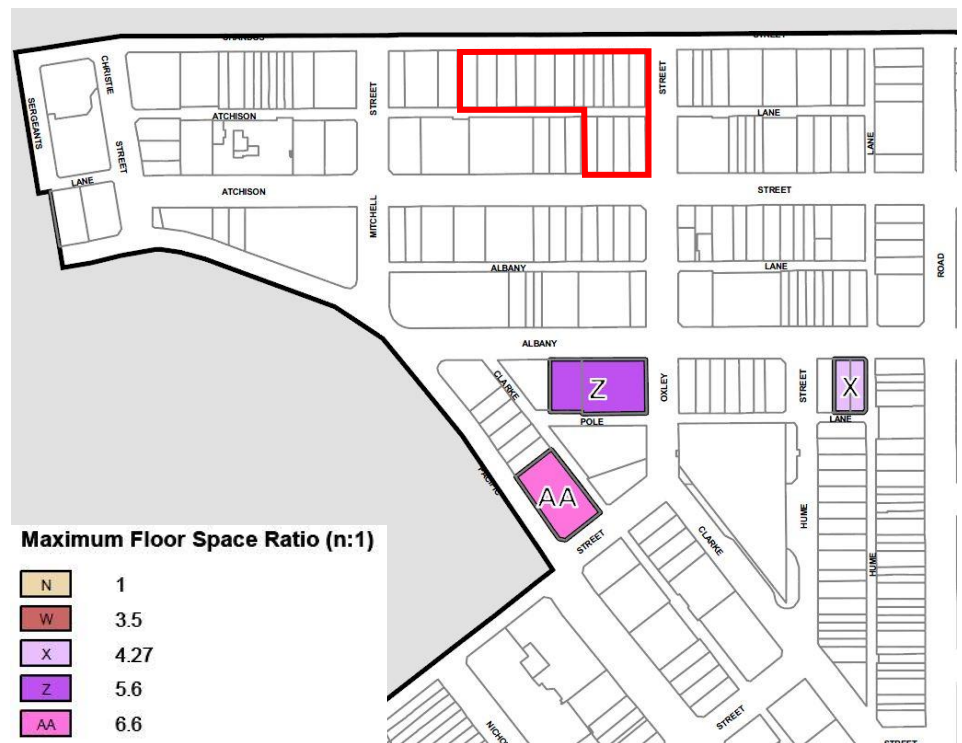 STREET
CHRISTIE
SERGEANTS
STREET
STREET
ATCHISON
LANE
LANE
STREET
LANE
ATCHISON
STREET
MITCHELL
ALBANY
LANE
ROAD
ALBANY
CLARKE
Z
OXLEY
STREET
X
POLE
LANE
PACIFIC
AA
STREET
CLARKE
HUME
HUME
Maximum Floor Space Ratio (n:1)
N 1
W 3.5
X 4.27
Z 5.6
AA 6.6
STREET
STREET